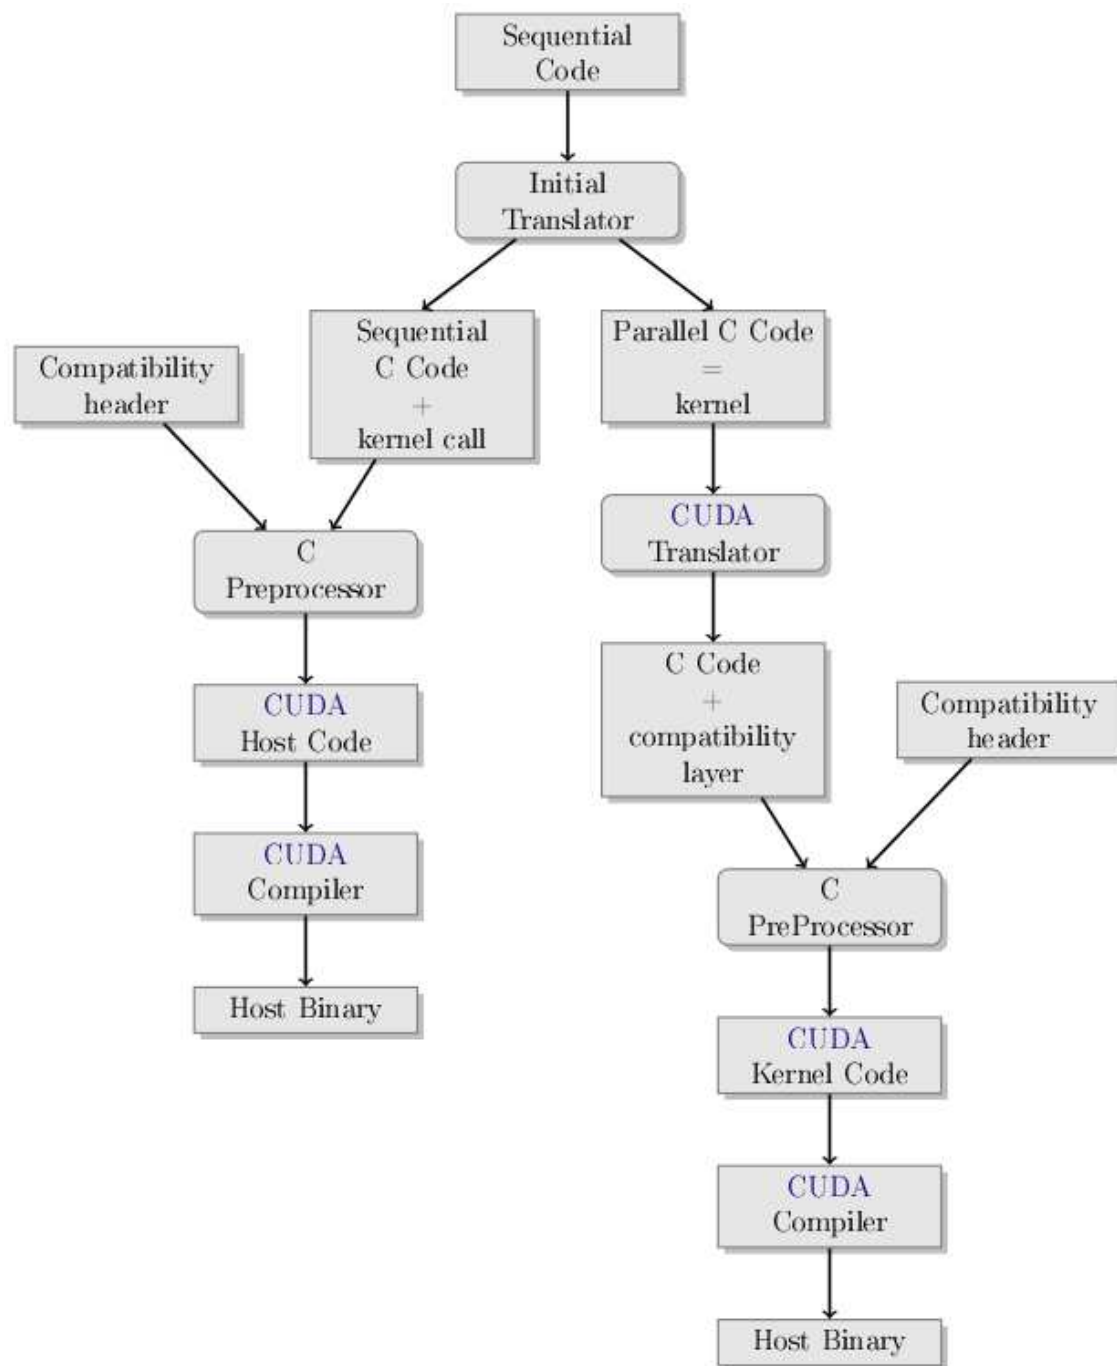 Sequential
Code
Initial
Translator
Sequential
C Code
+
kernel call
Parallel C Code
=
kernel
Compatibility
header
CUDA
Translator
C
Preprocessor
C Code
+
compatibility
layer
CUDA
Host Code
Compatibility
header
CUDA
Compiler
C
PreProcessor
Host Binary
CUDA
Kernel Code
CUDA
Compiler
Host Binary